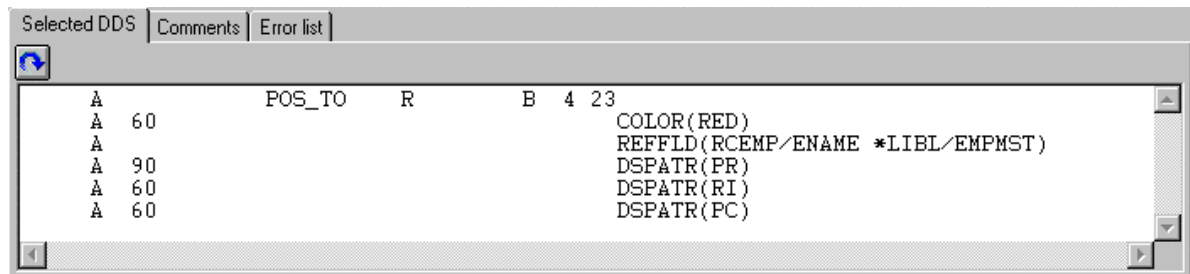 Selected DDS Comments Error list
A POS_TO R B 4 23
A 60 COLOR(RED)
A REFFLD(RCEMP/ENAME *LIBL/EMPMST)
A 90 DSPATR(PR)
A 60 DSPATR(RI)
A 60 DSPATR(PC)